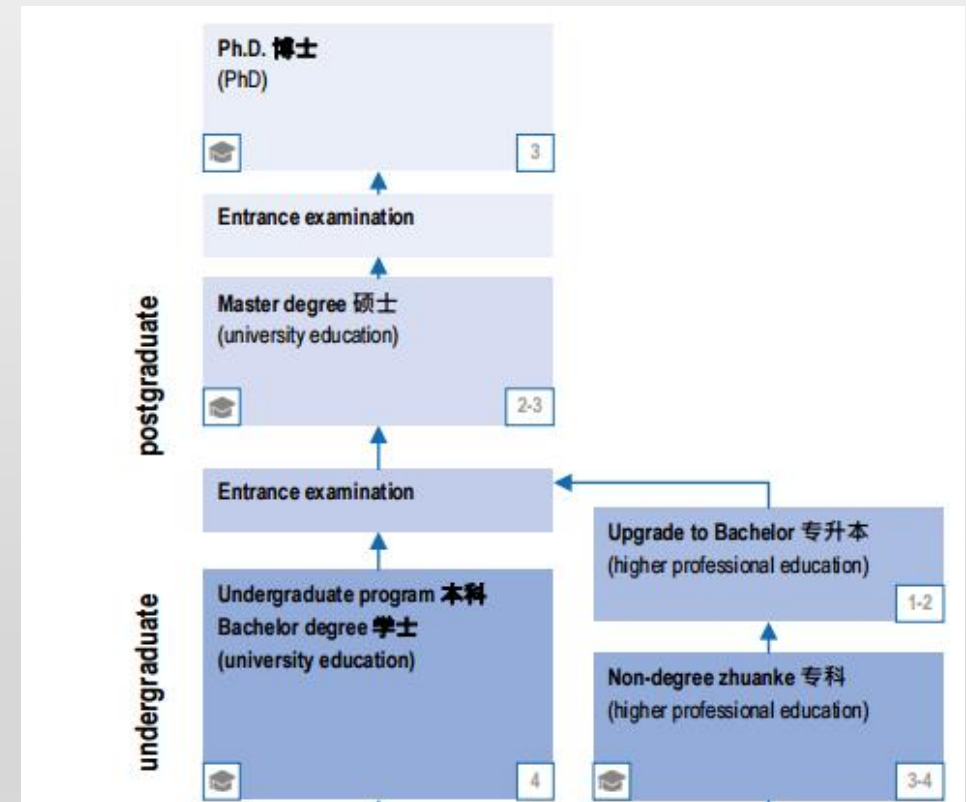 Ph.D. 博士
(PhD)
3
Entrance examination
postgraduate
Master degree 硕士
(university education)
2-3
Entrance examination
Upgrade to Bachelor 专升本
(higher professional education)
1-2
undergraduate
Undergraduate program 本科
Bachelor degree 学士
(university education)
4
Non-degree zhuanke 专科
(higher professional education)
3-4